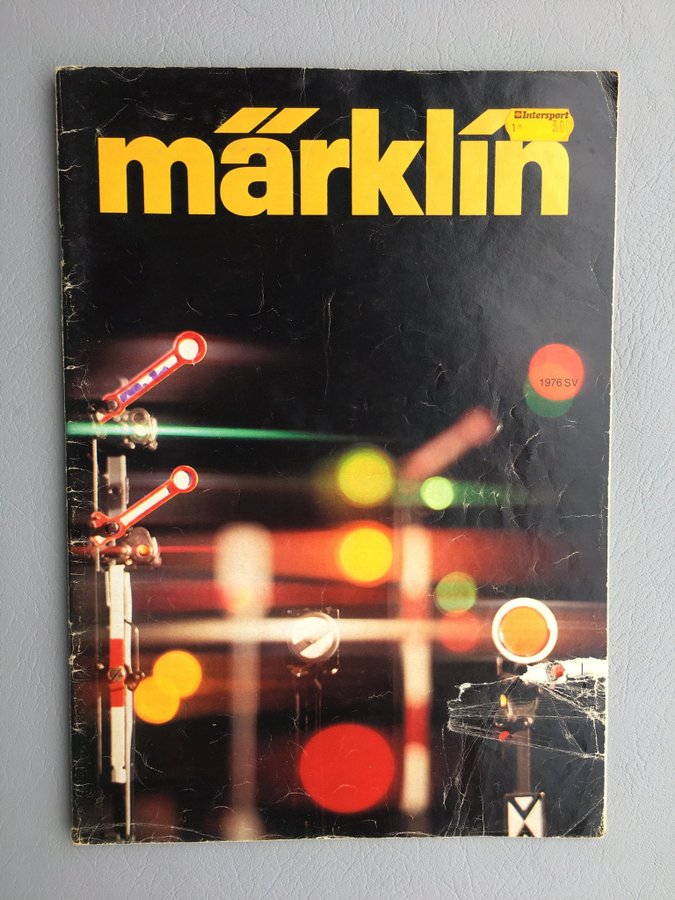 märklin
Intersport
1976 SV